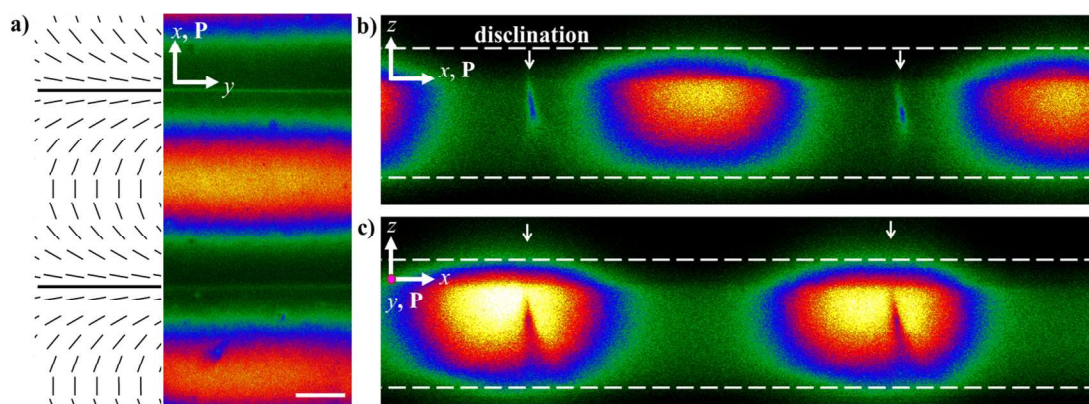 a)
x, P
y
b)
z
disclination
x, P
c)
z
x
y, P